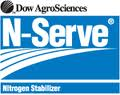 Dow AgroSciences
N-Serve®
Nitrogen Stabilizer